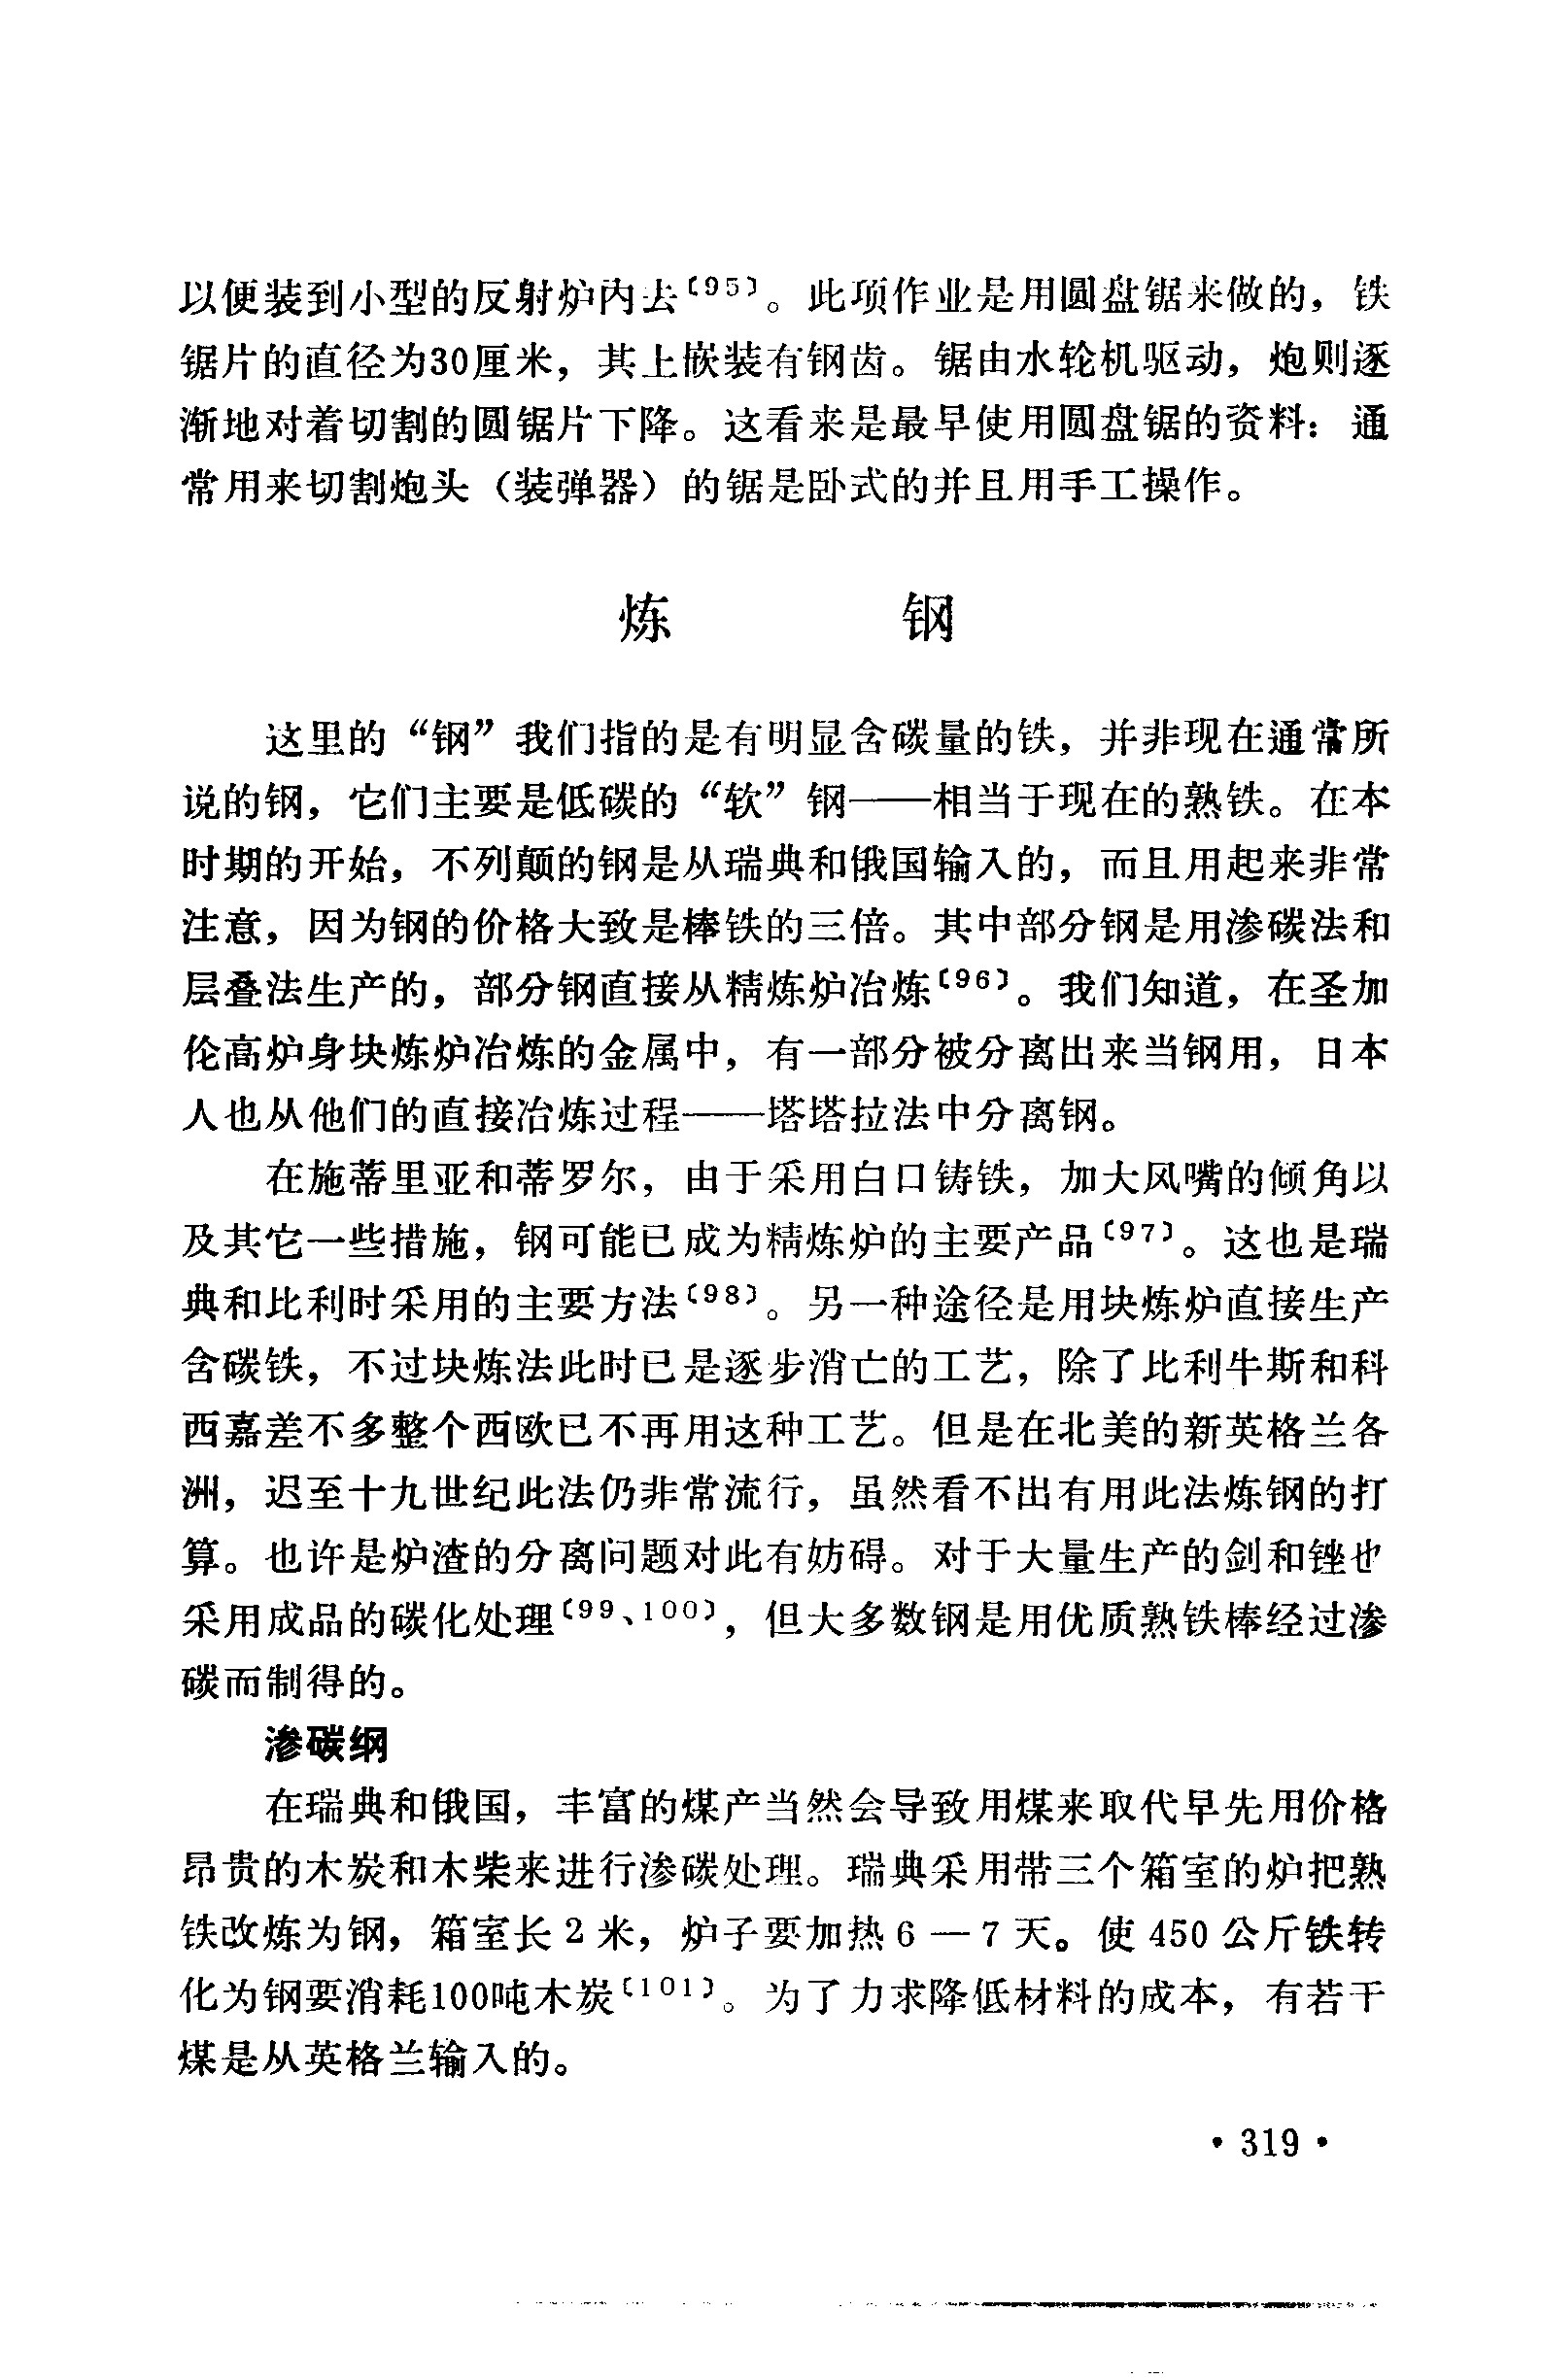 以便装到小型的反射炉内去〔95〕。此项作业是用圆盘锯来做的，铁
锯片的直径为30厘米，其上嵌装有钢齿。锯由水轮机驱动，炮则逐
渐地对着切割的圆锯片下降。这看来是最早使用圆盘锯的资料：通
常用来切割炮头（装弹器）的锯是卧式的并且用手工操作。
炼 钢
这里的“钢”我们指的是有明显含碳量的铁，并非现在通常所
说的钢，它们主要是低碳的“软”钢——相当于现在的熟铁。在本
时期的开始，不列颠的钢是从瑞典和俄国输入的，而且用起来非常
注意，因为钢的价格大致是棒铁的三倍。其中部分钢是用渗碳法和
层叠法生产的，部分钢直接从精炼炉冶炼〔96〕。我们知道，在圣加
伦高炉身块炼炉冶炼的金属中，有一部分被分离出来当钢用，日本
人也从他们的直接冶炼过程——塔塔拉法中分离钢。
在施蒂里亚和蒂罗尔，由于采用白口铸铁，加大风嘴的倾角以
及其它一些措施，钢可能已成为精炼炉的主要产品〔97〕。这也是瑞
典和比利时采用的主要方法〔98〕。另一种途径是用块炼炉直接生产
含碳铁，不过块炼法此时已是逐步消亡的工艺，除了比利牛斯和科
西嘉差不多整个西欧已不再用这种工艺。但是在北美的新英格兰各
洲，迟至十九世纪此法仍非常流行，虽然看不出有用此法炼钢的打
算。也许是炉渣的分离问题对此有妨碍。对于大量生产的剑和锉也
采用成品的碳化处理〔99、100〕，但大多数钢是用优质熟铁棒经过渗
碳而制得的。
渗碳纲
在瑞典和俄国，丰富的煤产当然会导致用煤来取代早先用价格
昂贵的木炭和木柴来进行渗碳处理。瑞典采用带三个箱室的炉把熟
铁改炼为钢，箱室长 2 米，炉子要加热 6 — 7 天。使 450 公斤铁转
化为钢要消耗100吨木炭〔101〕。为了力求降低材料的成本，有若干
煤是从英格兰输入的。
· 319 ·